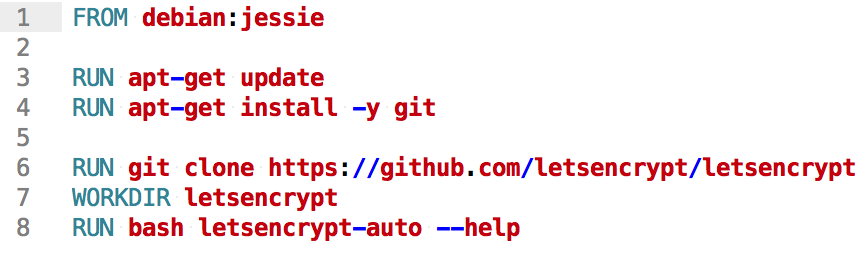 1 FROM debian:jessie
2
3 RUN apt-get update
4 RUN apt-get install -y git
5
6 RUN git clone https://github.com/letsencrypt/letsencrypt
7 WORKDIR letsencrypt
8 RUN bash letsencrypt-auto --help